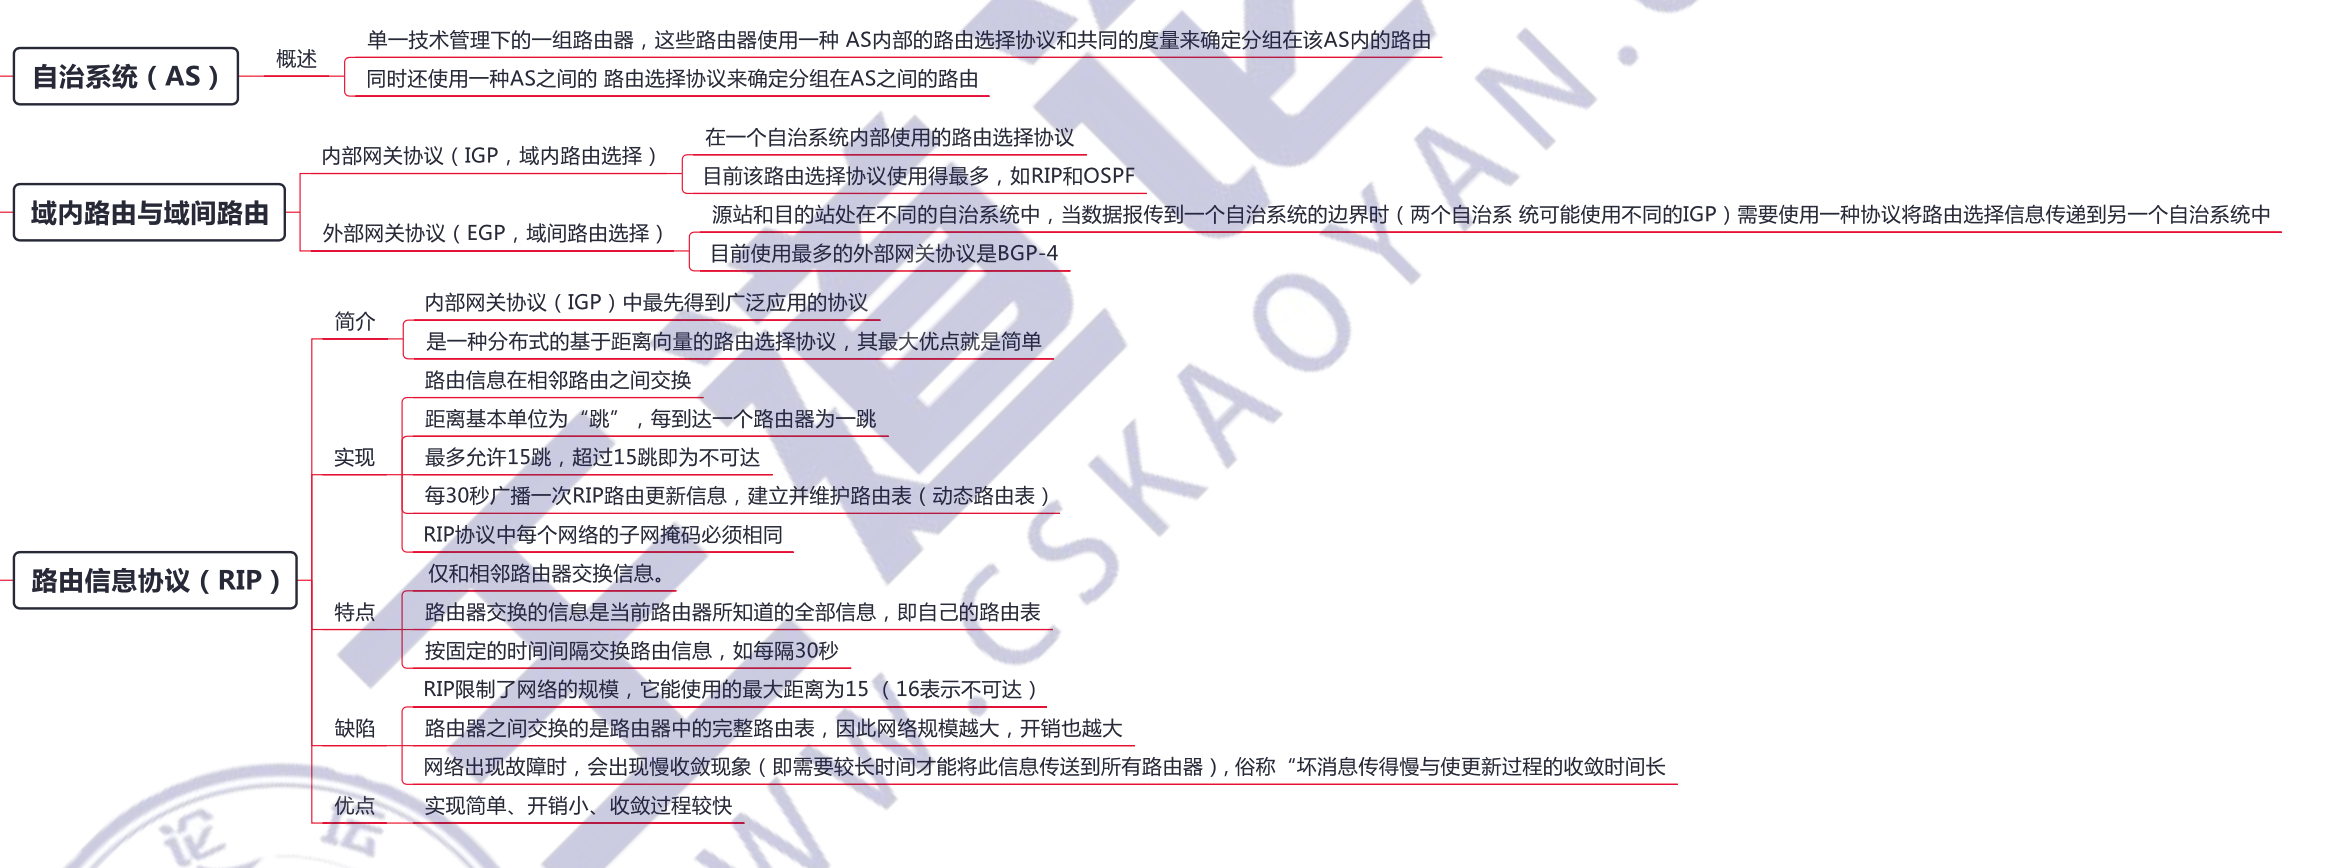 自治系统（AS）
概述
单一技术管理下的一组路由器，这些路由器使用一种 AS内部的路由选择协议和共同的度量来确定分组在该AS内的路由
同时还使用一种AS之间的 路由选择协议来确定分组在AS之间的路由
域内路由与域间路由
内部网关协议（IGP，域内路由选择）
在一个自治系统内部使用的路由选择协议
目前该路由选择协议使用得最多，如RIP和OSPF
外部网关协议（EGP，域间路由选择）
源站和目的站处在不同的自治系统中，当数据报传到一个自治系统的边界时（两个自治系 统可能使用不同的IGP）需要使用一种协议将路由选择信息传递到另一个自治系统中
目前使用最多的外部网关协议是BGP-4
路由信息协议（RIP）
简介
内部网关协议（IGP）中最先得到广泛应用的协议
是一种分布式的基于距离向量的路由选择协议，其最大优点就是简单
实现
路由信息在相邻路由之间交换
距离基本单位为“跳”，每到达一个路由器为一跳
最多允许15跳，超过15跳即为不可达
每30秒广播一次RIP路由更新信息，建立并维护路由表（动态路由表）
RIP协议中每个网络的子网掩码必须相同
特点
仅和相邻路由器交换信息。
路由器交换的信息是当前路由器所知道的全部信息，即自己的路由表
按固定的时间间隔交换路由信息，如每隔30秒
缺陷
RIP限制了网络的规模，它能使用的最大距离为15 （16表示不可达）
路由器之间交换的是路由器中的完整路由表，因此网络规模越大，开销也越大
网络出现故障时，会出现慢收敛现象（即需要较长时间才能将此信息传送到所有路由器）, 俗称“坏消息传得慢与使更新过程的收敛时间长
优点
实现简单、开销小、收敛过程较快
王道论
WW.CSKAOYAN.
论坛